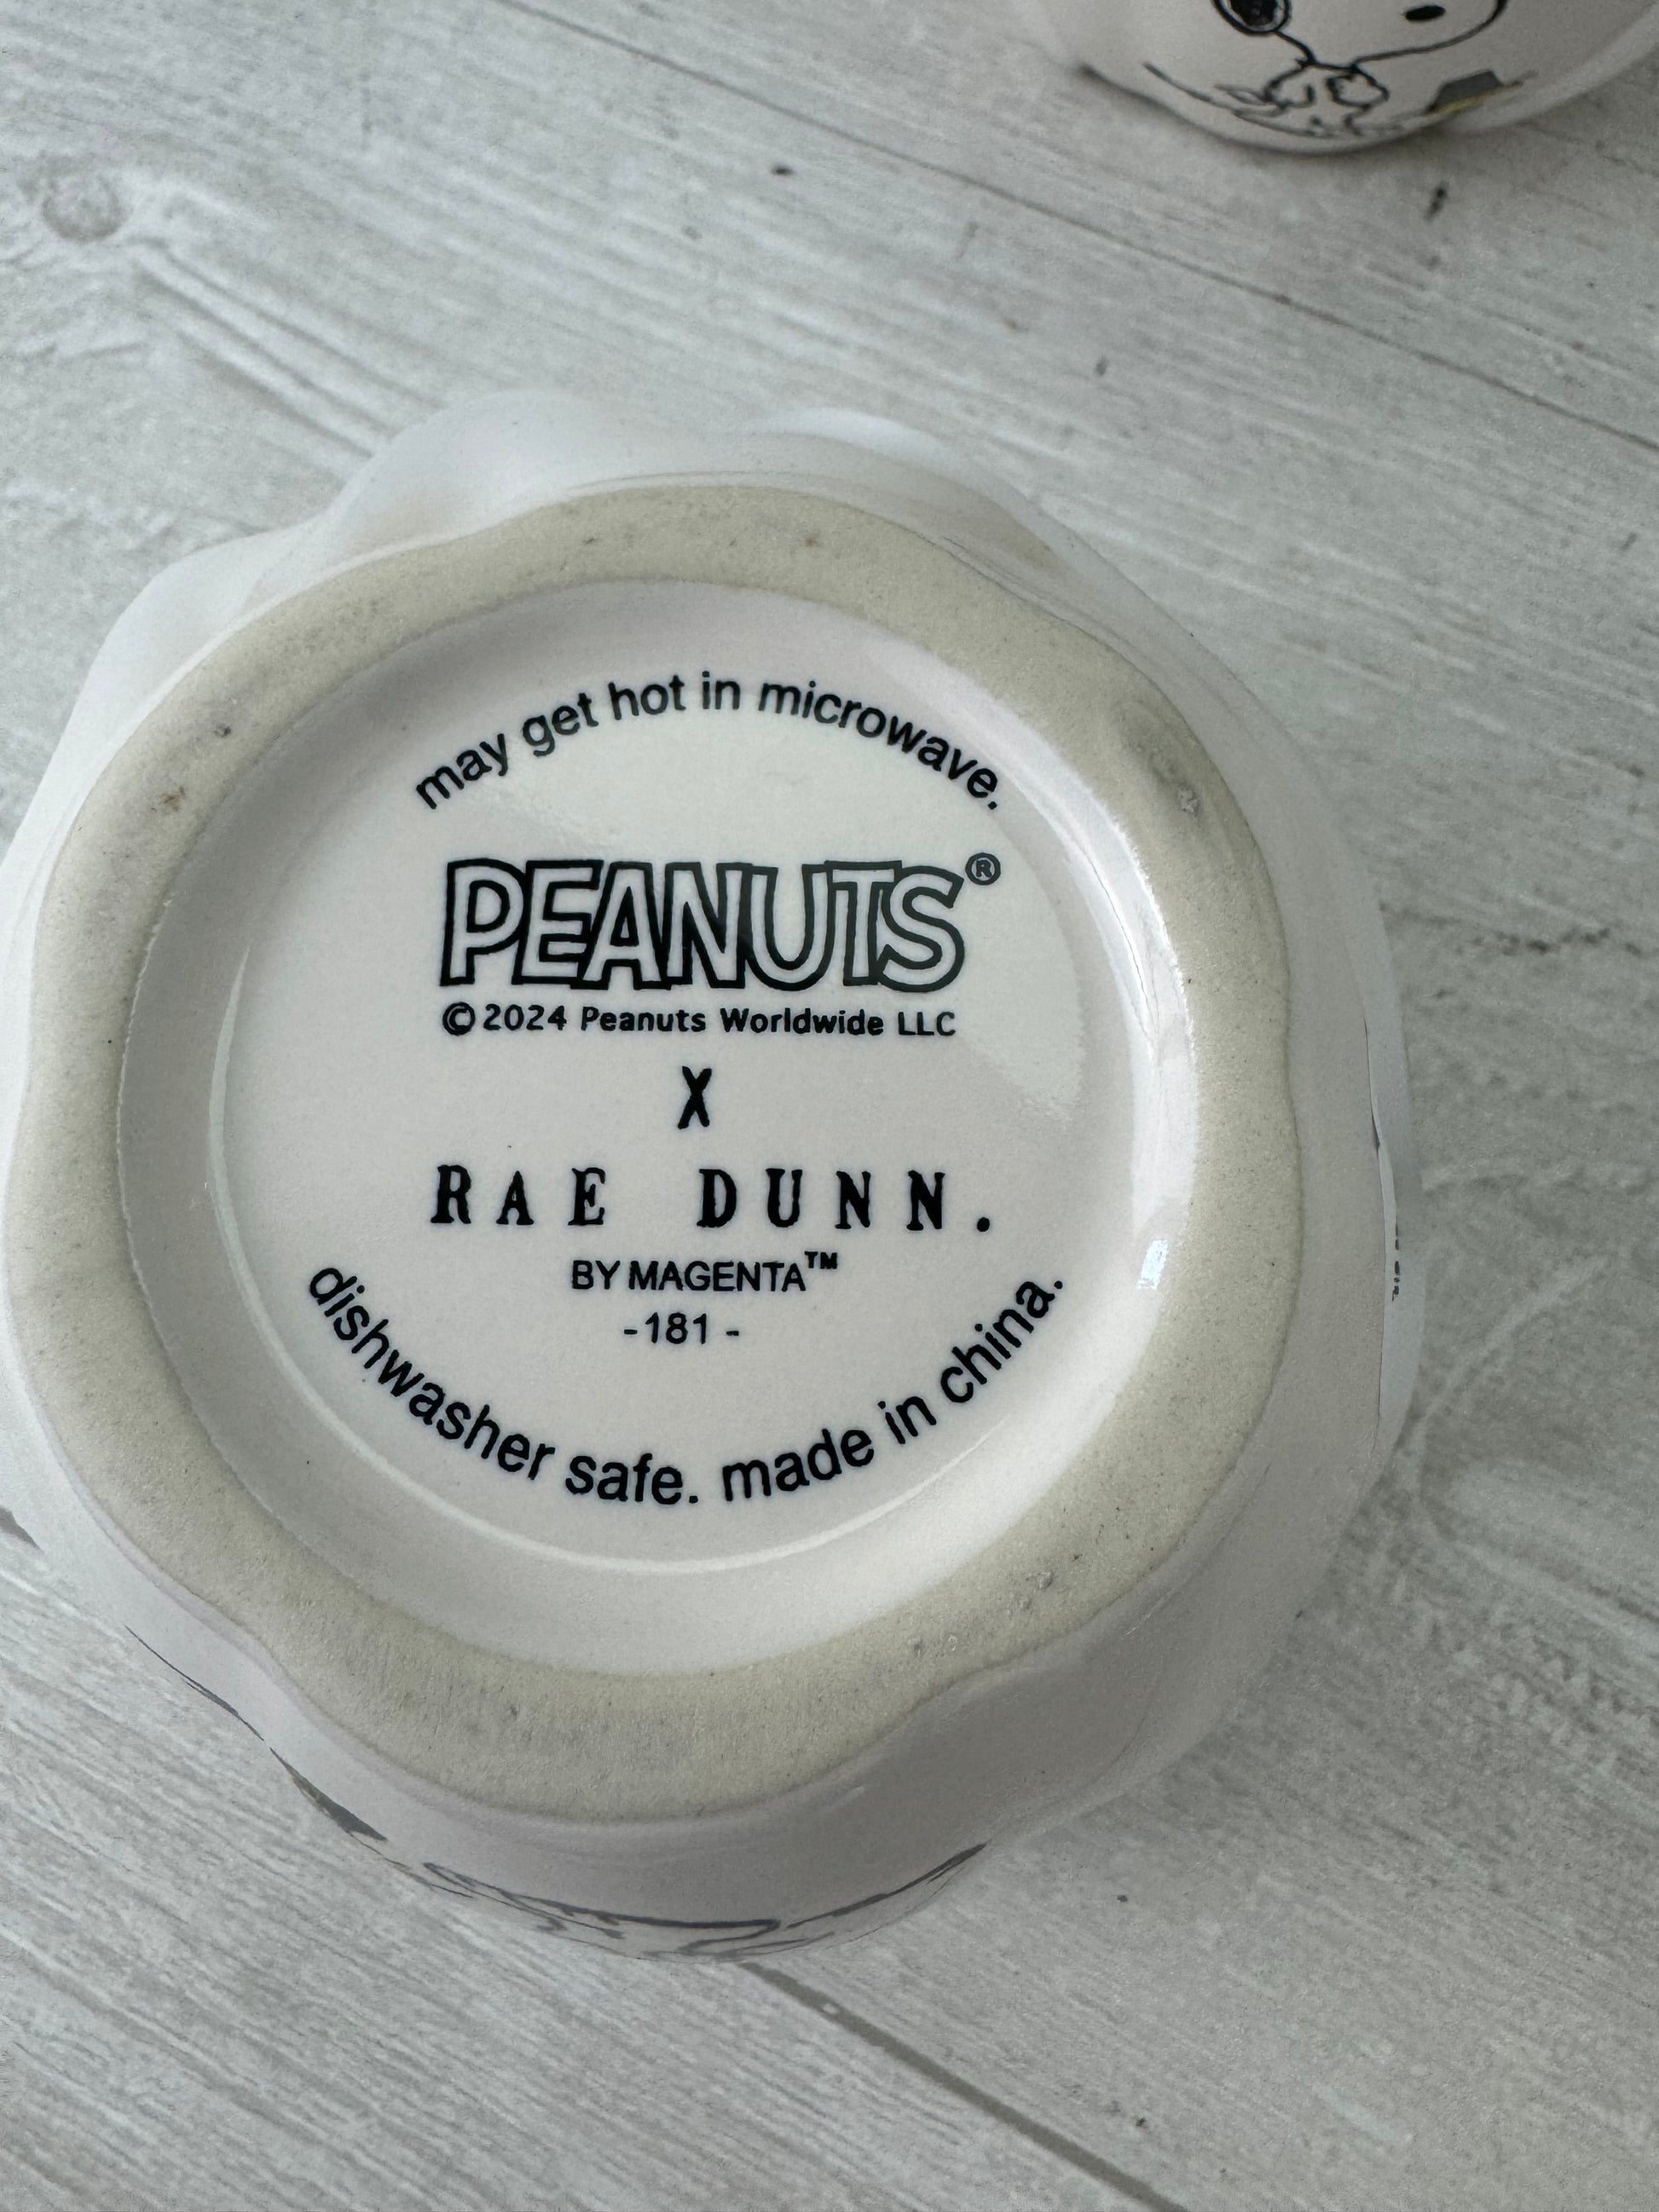 may get hot in microwave.
PEANUTS®
©2024 Peanuts Worldwide LLC
X
RAE DUNN.
BY MAGENTA™
-181 -
dishwasher safe. made in china.